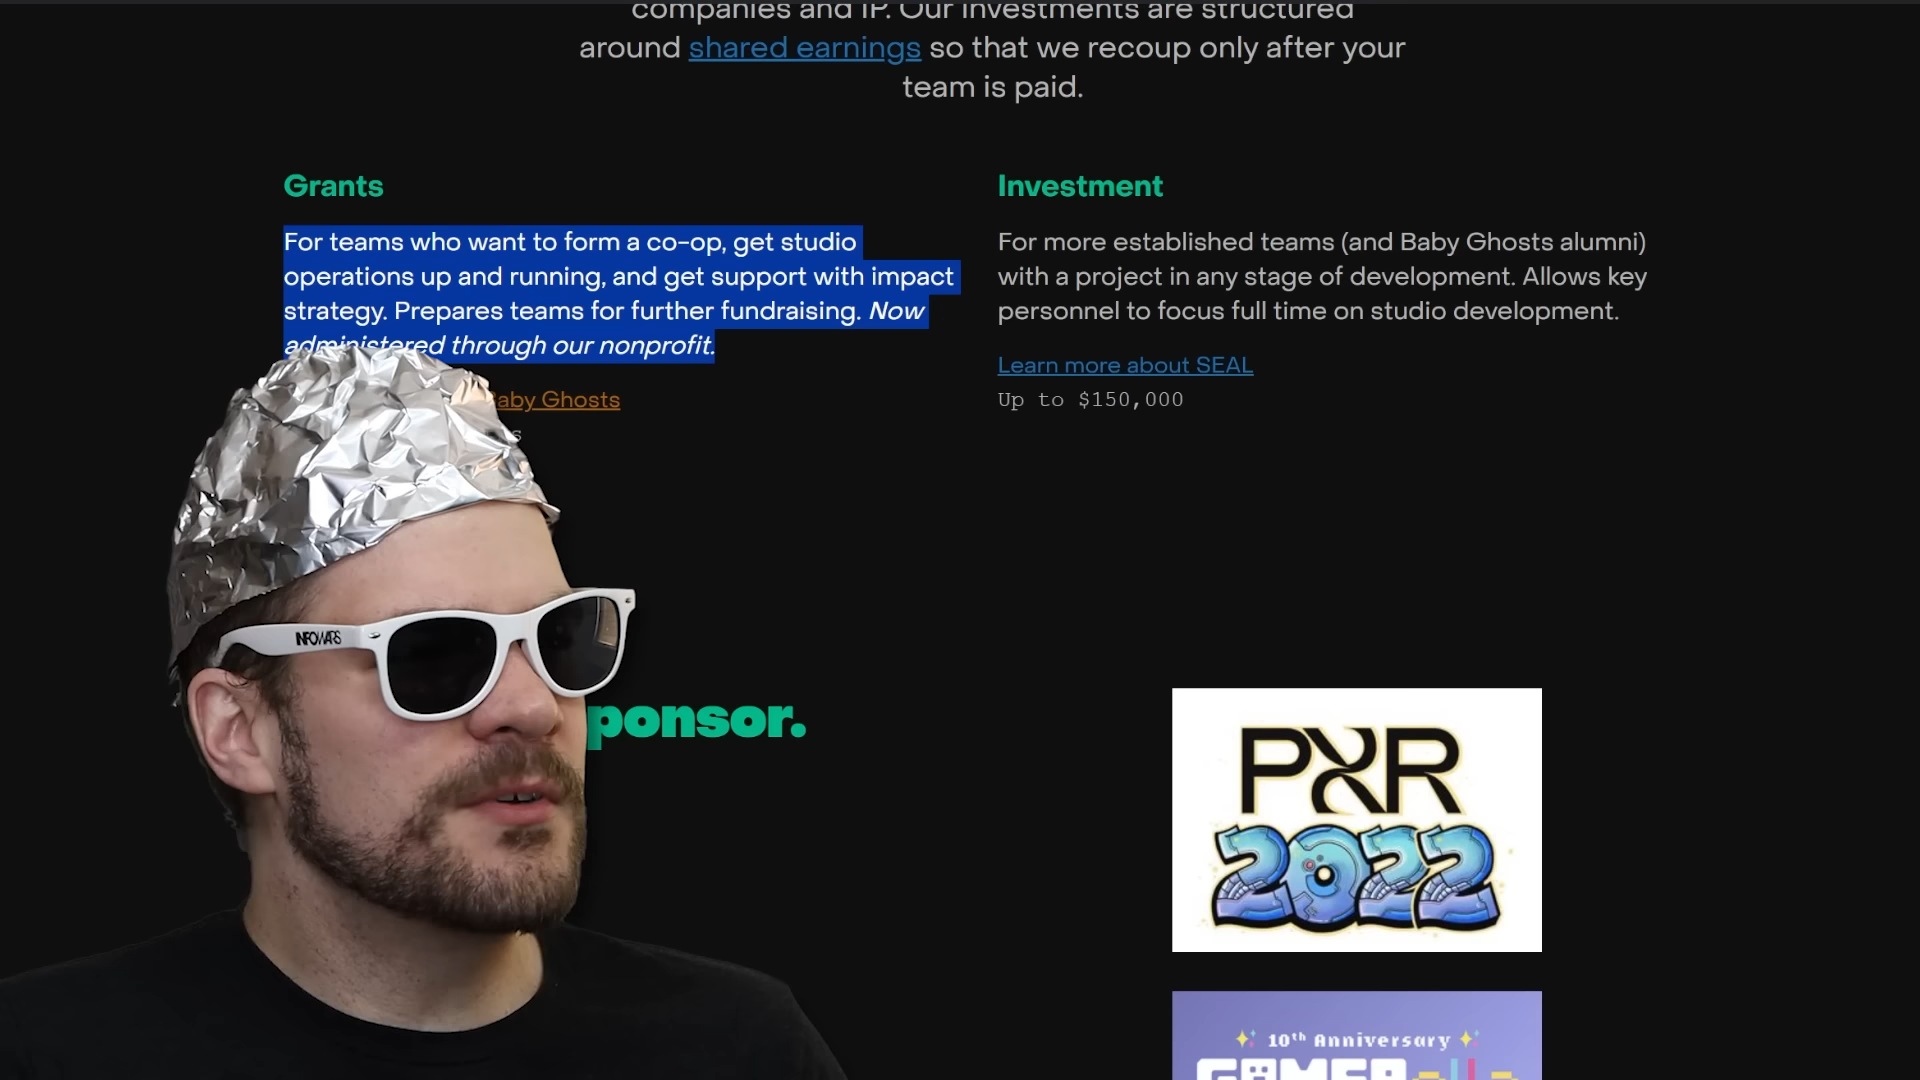 companies and IP. Our investments are structured
around shared earnings so that we recoup only after your
team is paid.
Grants
For teams who want to form a co-op, get studio
operations up and running, and get support with impact
strategy. Prepares teams for further fundraising. Now
administered through our nonprofit.
Baby Ghosts
Investment
For more established teams (and Baby Ghosts alumni)
with a project in any stage of development. Allows key
personnel to focus full time on studio development.
Learn more about SEAL
Up to $150,000
INFOWARS
ponsor.
PXR
2022
10th Anniversary